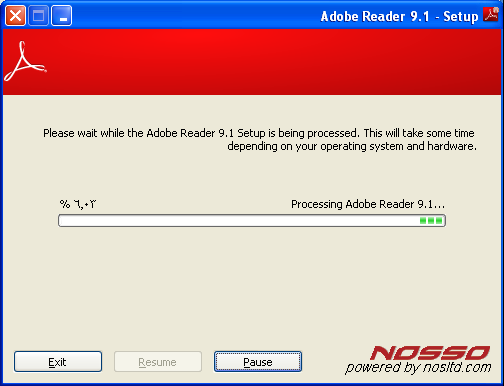 Adobe Reader 9.1 - Setup
Please wait while the Adobe Reader 9.1 Setup is being processed. This will take some time
depending on your operating system and hardware.
% ٦,٠٣ Processing Adobe Reader 9.1...
NOSSO
powered by nosltd.com
Exit Resume Pause